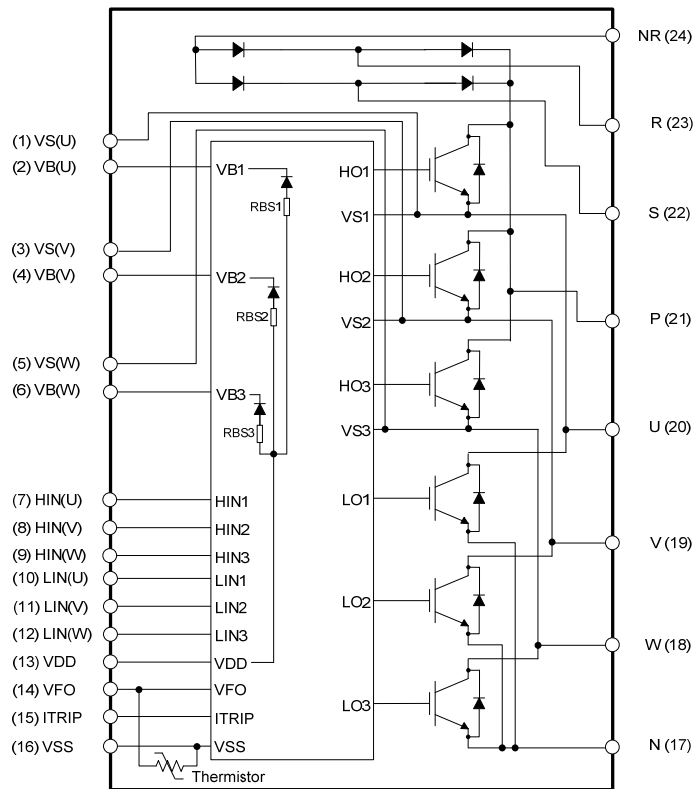 NR (24)
R (23)
(1) VS(U)
(2) VB(U)
VB1
HO1
RBS1
VS1
S (22)
(3) VS(V)
(4) VB(V)
VB2
HO2
RBS2
VS2
P (21)
(5) VS(W)
(6) VB(W)
VB3
HO3
RBS3
VS3
U (20)
(7) HIN(U)
HIN1
LO1
(8) HIN(V)
HIN2
V (19)
(9) HIN(W)
HIN3
(10) LIN(U)
LIN1
(11) LIN(V)
LIN2
LO2
(12) LIN(W)
LIN3
W (18)
(13) VDD
VDD
(14) VFO
VFO
LO3
(15) ITRIP
ITRIP
(16) VSS
VSS
N (17)
Thermistor